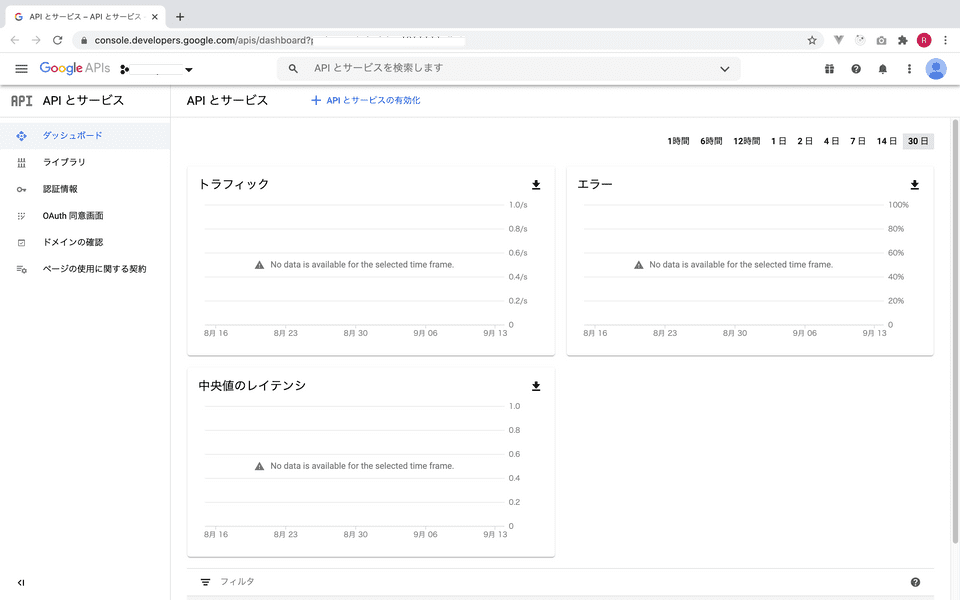 API とサービス – API とサービス
console.developers.google.com/apis/dashboard?
R
Google APIs
API とサービスを検索します
API API とサービス
API とサービス
API とサービスの有効化
ダッシュボード
ライブラリ
認証情報
OAuth 同意画面
ドメインの確認
ページの使用に関する契約
1時間 6時間 12時間 1 日 2 日 4 日 7 日 14 日 30 日
トラフィック
1.0/s
0.8/s
0.6/s
No data is available for the selected time frame.
0.4/s
0.2/s
0
8月 16 8月 23 8月 30 9月 06 9月 13
エラー
100%
80%
60%
No data is available for the selected time frame.
40%
20%
0
8月 16 8月 23 8月 30 9月 06 9月 13
中央値のレイテンシ
1.0
0.8
0.6
No data is available for the selected time frame.
0.4
0.2
0
8月 16 8月 23 8月 30 9月 06 9月 13
フィルタ